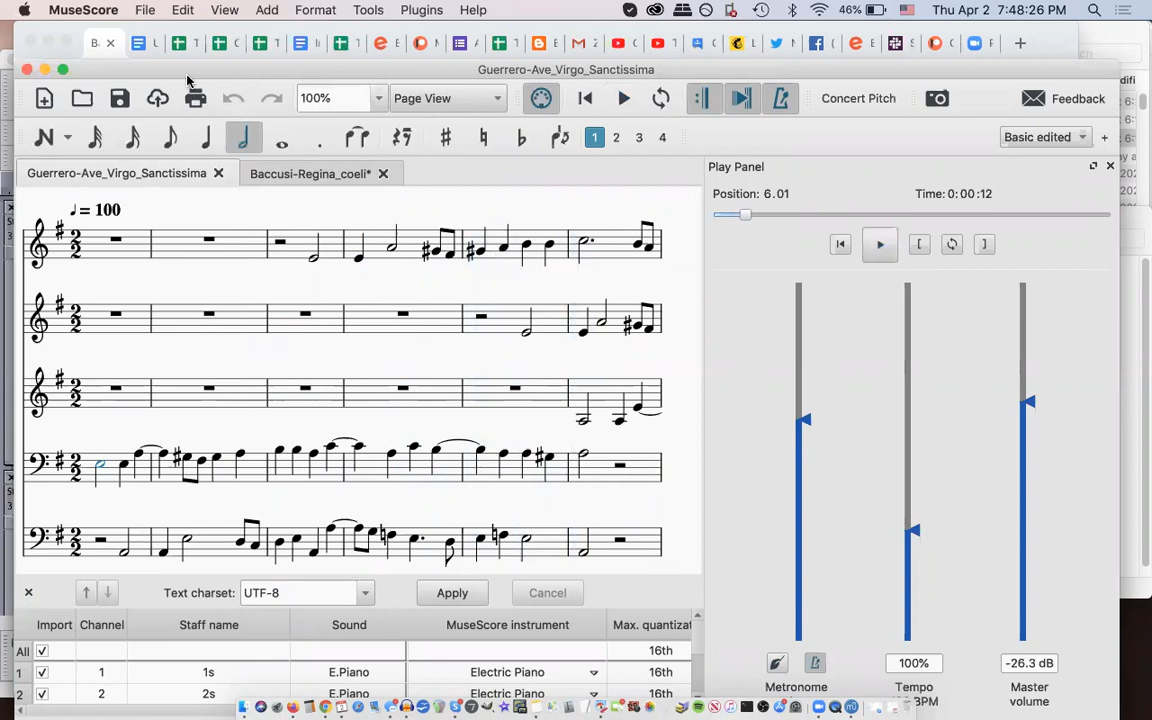 MuseScore File Edit View Add Format Tools Plugins Help 46% Thu Apr 2 7:48:26 PM
Guerrero-Ave_Virgo_Sanctissima
100% Page View Concert Pitch Feedback
1 2 3 4 Basic edited +
Guerrero-Ave_Virgo_Sanctissima Baccusi-Regina_coeli*
Play Panel
Position: 6.01 Time: 0:00:12
= 100
Text charset: UTF-8 Apply Cancel
Import Channel Staff name Sound MuseScore instrument Max. quantizat
All 16th
1 1 1s E.Piano Electric Piano 16th
2 2 2s E.Piano Electric Piano 16th
100% -26.3 dB
Metronome Tempo Master
BPM volume